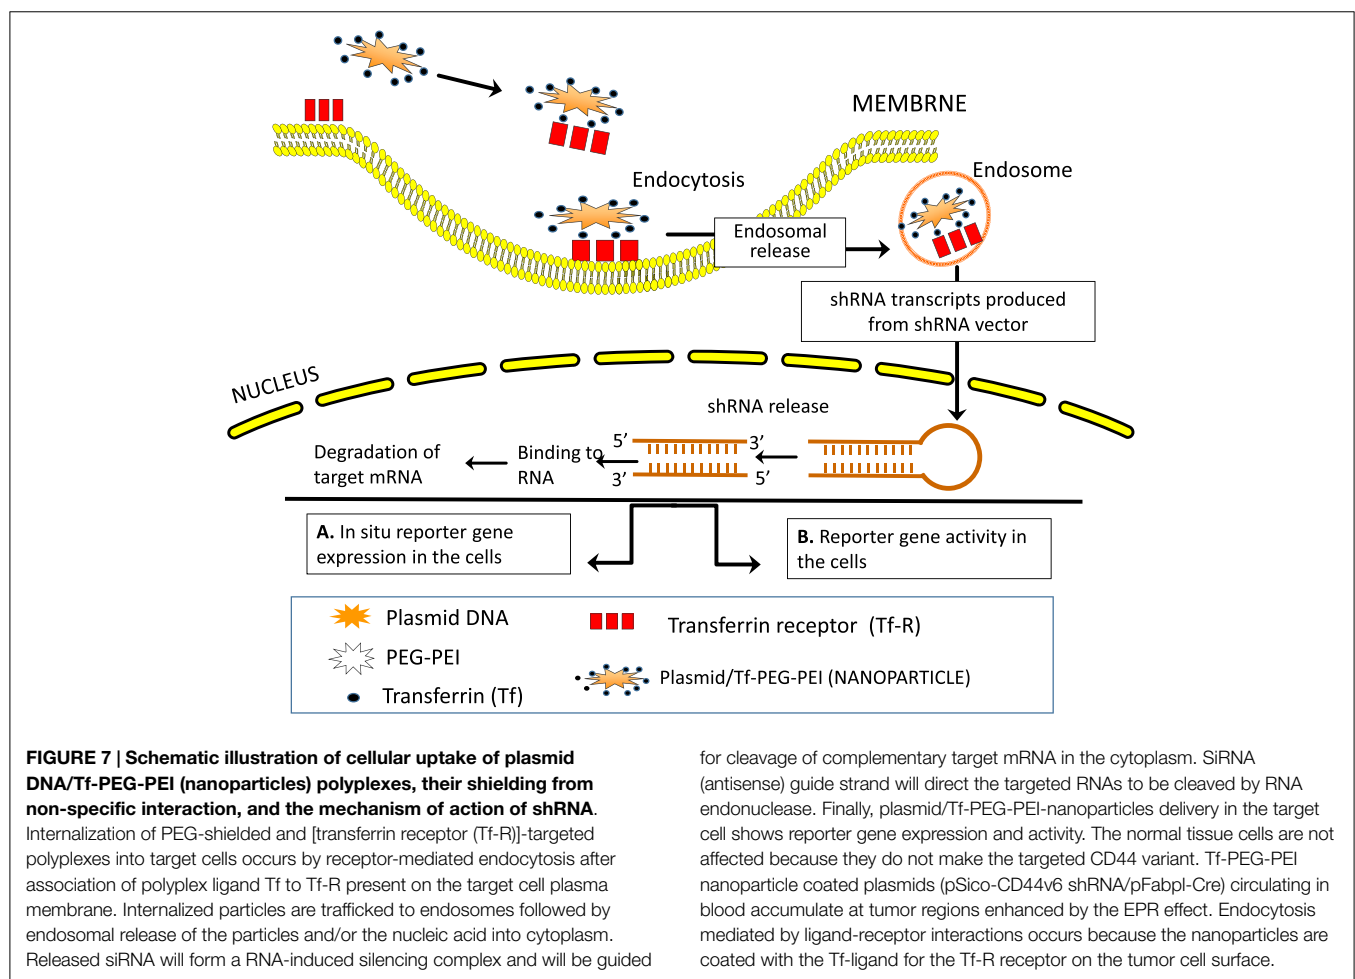 MEMBRNE
Endosome
Endocytosis
Endosomal
release
shRNA transcripts produced
from shRNA vector
NUCLEUS
shRNA release
5’
3’
3’
5’
Binding to
RNA
Degradation of
target mRNA
A. In situ reporter gene
expression in the cells
B. Reporter gene activity in
the cells
Plasmid DNA
PEG-PEI
Transferrin (Tf)
Transferrin receptor (Tf-R)
Plasmid/Tf-PEG-PEI (NANOPARTICLE)
FIGURE 7 | Schematic illustration of cellular uptake of plasmid
DNA/Tf-PEG-PEI (nanoparticles) polyplexes, their shielding from
non-specific interaction, and the mechanism of action of shRNA.
Internalization of PEG-shielded and [transferrin receptor (Tf-R)]-targeted
polyplexes into target cells occurs by receptor-mediated endocytosis after
association of polyplex ligand Tf to Tf-R present on the target cell plasma
membrane. Internalized particles are trafficked to endosomes followed by
endosomal release of the particles and/or the nucleic acid into cytoplasm.
Released siRNA will form a RNA-induced silencing complex and will be guided
for cleavage of complementary target mRNA in the cytoplasm. SiRNA
(antisense) guide strand will direct the targeted RNAs to be cleaved by RNA
endonuclease. Finally, plasmid/Tf-PEG-PEI-nanoparticles delivery in the target
cell shows reporter gene expression and activity. The normal tissue cells are not
affected because they do not make the targeted CD44 variant. Tf-PEG-PEI
nanoparticle coated plasmids (pSico-CD44v6 shRNA/pFabpl-Cre) circulating in
blood accumulate at tumor regions enhanced by the EPR effect. Endocytosis
mediated by ligand-receptor interactions occurs because the nanoparticles are
coated with the Tf-ligand for the Tf-R receptor on the tumor cell surface.